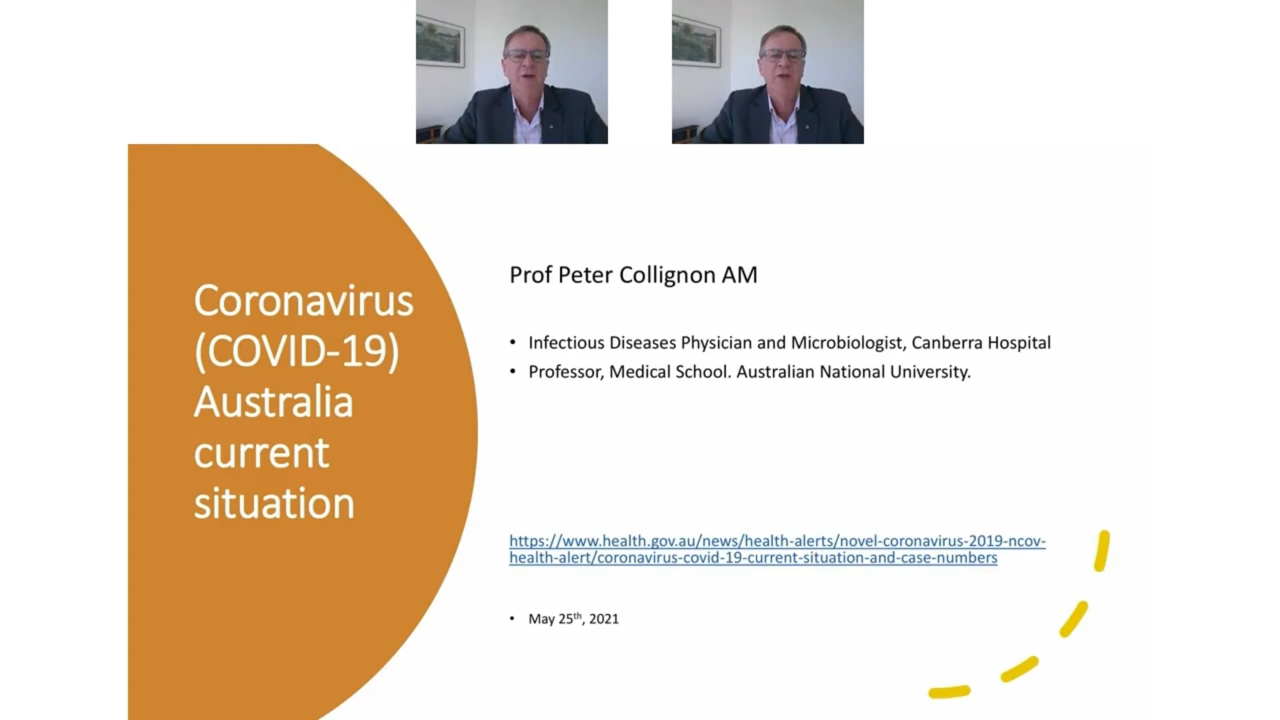 Coronavirus
(COVID-19)
Australia
current
situation
Prof Peter Collignon AM
• Infectious Diseases Physician and Microbiologist, Canberra Hospital
• Professor, Medical School. Australian National University.
https://www.health.gov.au/news/health-alerts/novel-coronavirus-2019-ncov-
health-alert/coronavirus-covid-19-current-situation-and-case-numbers
• May 25th, 2021